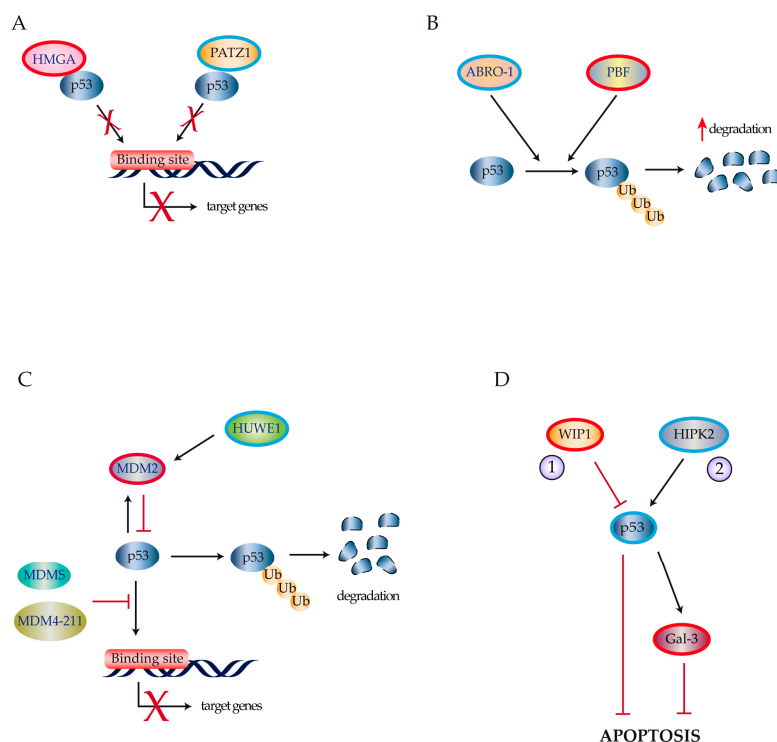 A
HMGA
p53
PATZ1
p53
Binding site
target genes
B
ABRO-1
PBF
degradation
p53
p53
Ub
Ub
Ub
C
HUWE1
MDM2
p53
p53
Ub
Ub
Ub
degradation
MDMS
MDM4-211
Binding site
target genes
D
WIP1
HIPK2
1
2
p53
Gal-3
APOPTOSIS